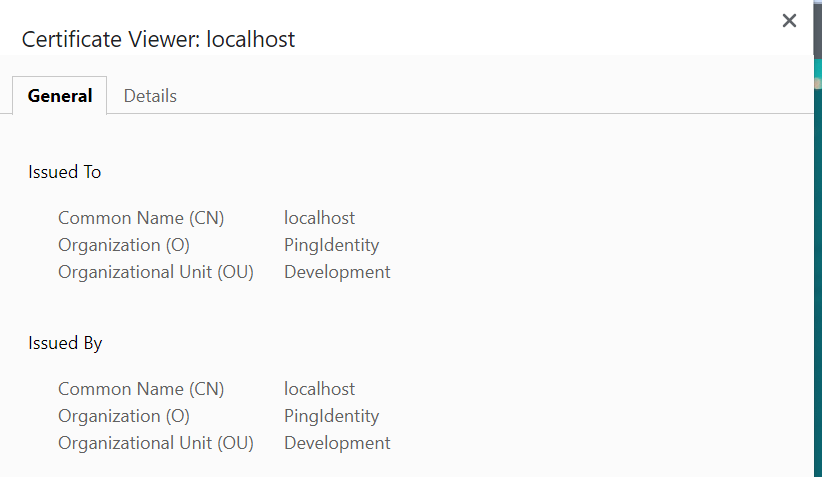 Certificate Viewer: localhost
General Details
Issued To
Common Name (CN) localhost
Organization (O) PingIdentity
Organizational Unit (OU) Development
Issued By
Common Name (CN) localhost
Organization (O) PingIdentity
Organizational Unit (OU) Development